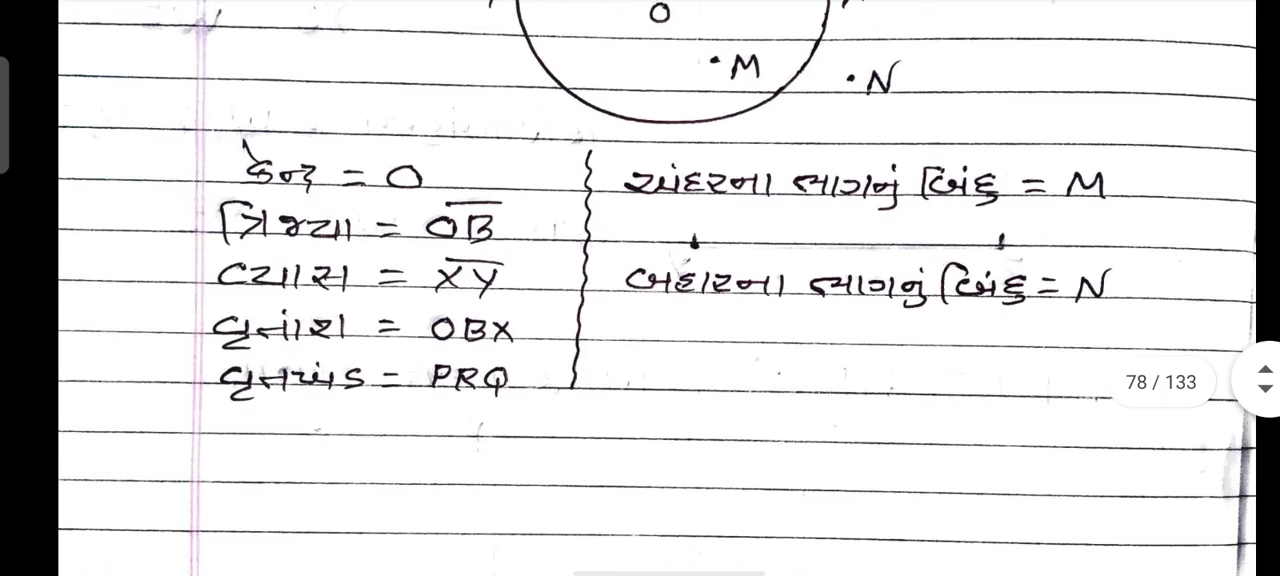 O
• M
• N
કેન્દ્ર = O
ત્રિજ્યા = OB
વ્યાસ = XY
વૃત્તાંશ = OBX
વૃત્તખંડ = PRQ
અંદરના ભાગનું બિંદુ = M
બહારના ભાગનું બિંદુ = N
78 / 133